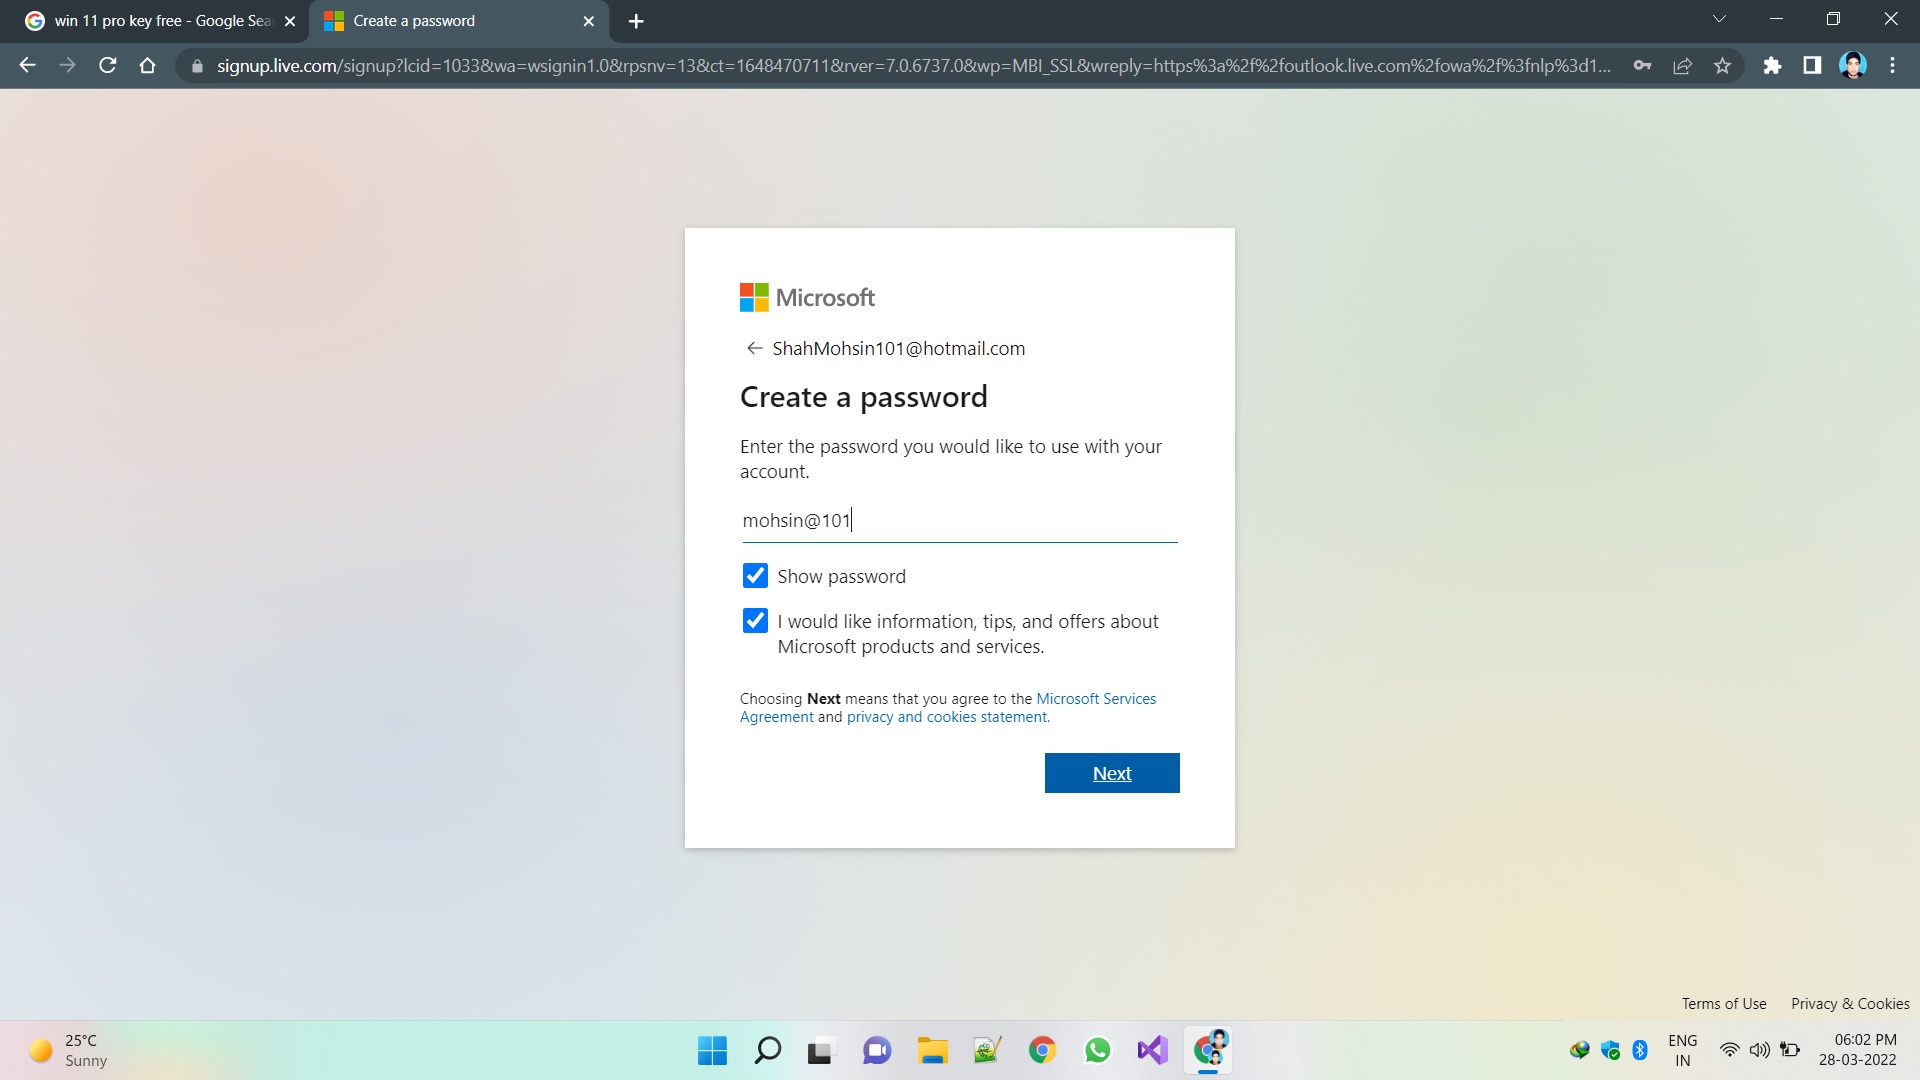 win 11 pro key free - Google Sea
Create a password
signup.live.com/signup?lcid=1033&wa=wsignin1.0&rpsnv=13&ct=1648470711&rver=7.0.6737.0&wp=MBI_SSL&wreply=https%3a%2f%2foutlook.live.com%2fowa%2f%3fnlp%3d1...
Microsoft
ShahMohsin101@hotmail.com
Create a password
Enter the password you would like to use with your
account.
mohsin@101
Show password
I would like information, tips, and offers about
Microsoft products and services.
Choosing Next means that you agree to the Microsoft Services
Agreement and privacy and cookies statement.
Next
Terms of Use Privacy & Cookies
25°C
Sunny
ENG
IN
06:02 PM
28-03-2022